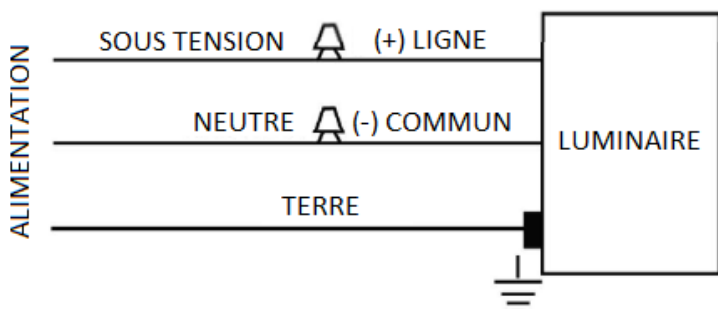 ALIMENTATION
SOUS TENSION (+) LIGNE
NEUTRE (-) COMMUN
TERRE
LUMINAIRE